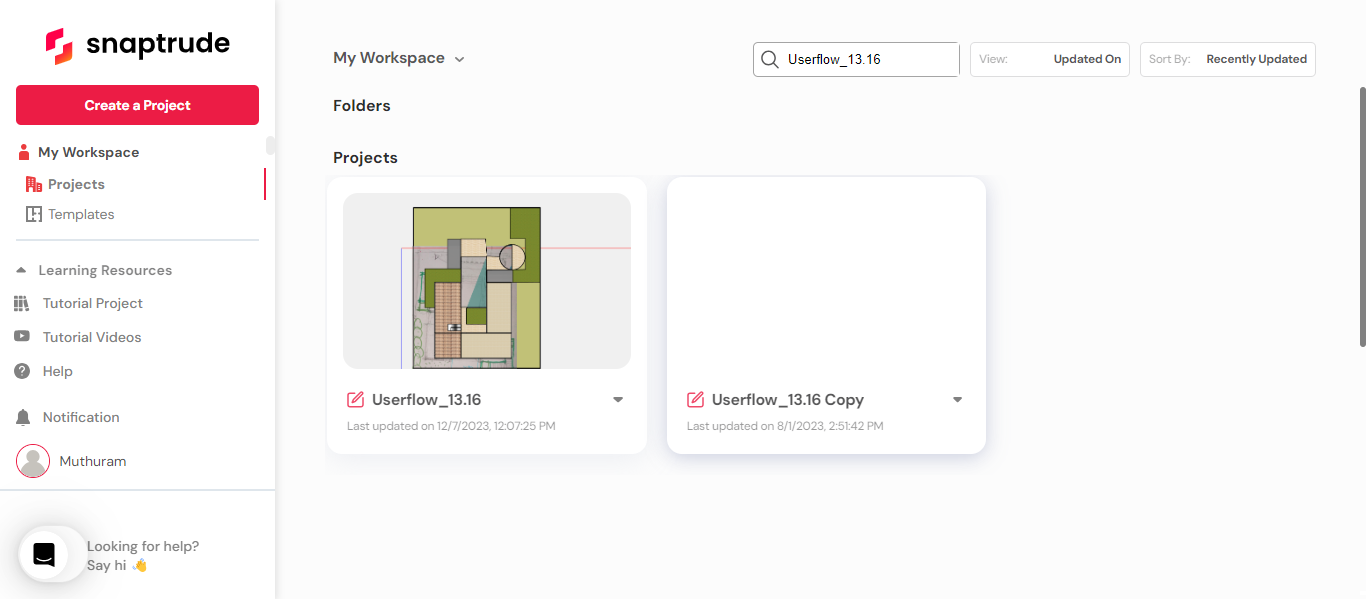 snaptrude
Create a Project
My Workspace
Projects
Templates
Learning Resources
Tutorial Project
Tutorial Videos
Help
Notification
Muthuram
Looking for help?
Say hi 👋
My Workspace
Userflow_13.16
View: Updated On
Sort By: Recently Updated
Folders
Projects
Userflow_13.16
Last updated on 12/7/2023, 12:07:25 PM
Userflow_13.16 Copy
Last updated on 8/1/2023, 2:51:42 PM